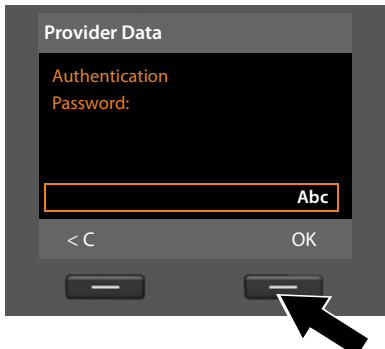 Provider Data
Authentication
Password:
Abc
< C OK